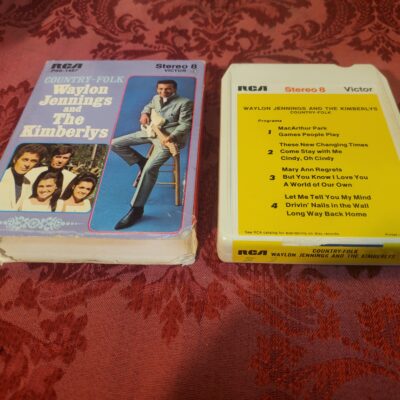 RCA
Stereo 8
VICTOR
COUNTRY-FOLK
Waylon
Jennings
and
The
Kimberlys
RCA
Stereo 8
Victor
WAYLON JENNINGS AND THE KIMBERLYS
COUNTRY-FOLK
Programs
1
MacArthur Park
Games People Play
2
These New Changing Times
Come Stay with Me
Cindy, Oh Cindy
3
Mary Ann Regrets
But You Know I Love You
A World of Our Own
4
Let Me Tell You My Mind
Drivin' Nails in the Wall
Long Way Back Home
RCA
COUNTRY-FOLK
WAYLON JENNINGS AND THE KIMBERLYS